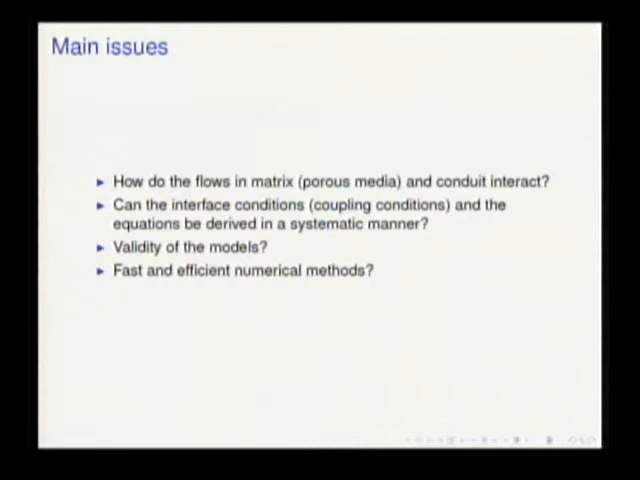 Main issues
How do the flows in matrix (porous media) and conduit interact?
Can the interface conditions (coupling conditions) and the
equations be derived in a systematic manner?
Validity of the models?
Fast and efficient numerical methods?